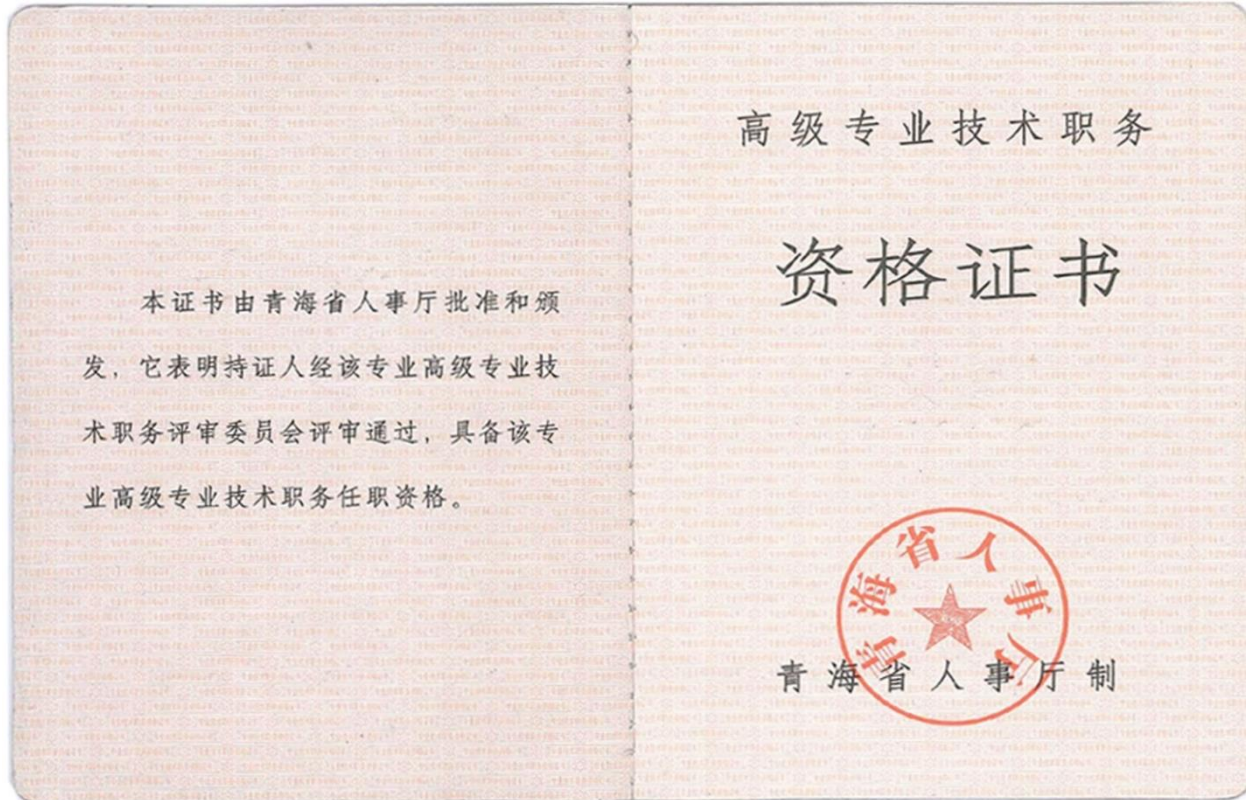 本证书由青海省人事厅批准和颁
发，它表明持证人经该专业高级专业技
术职务评审委员会评审通过，具备该专
业高级专业技术职务任职资格。
高级专业技术职务
资格证书
青海省人事厅
青海省人事厅制